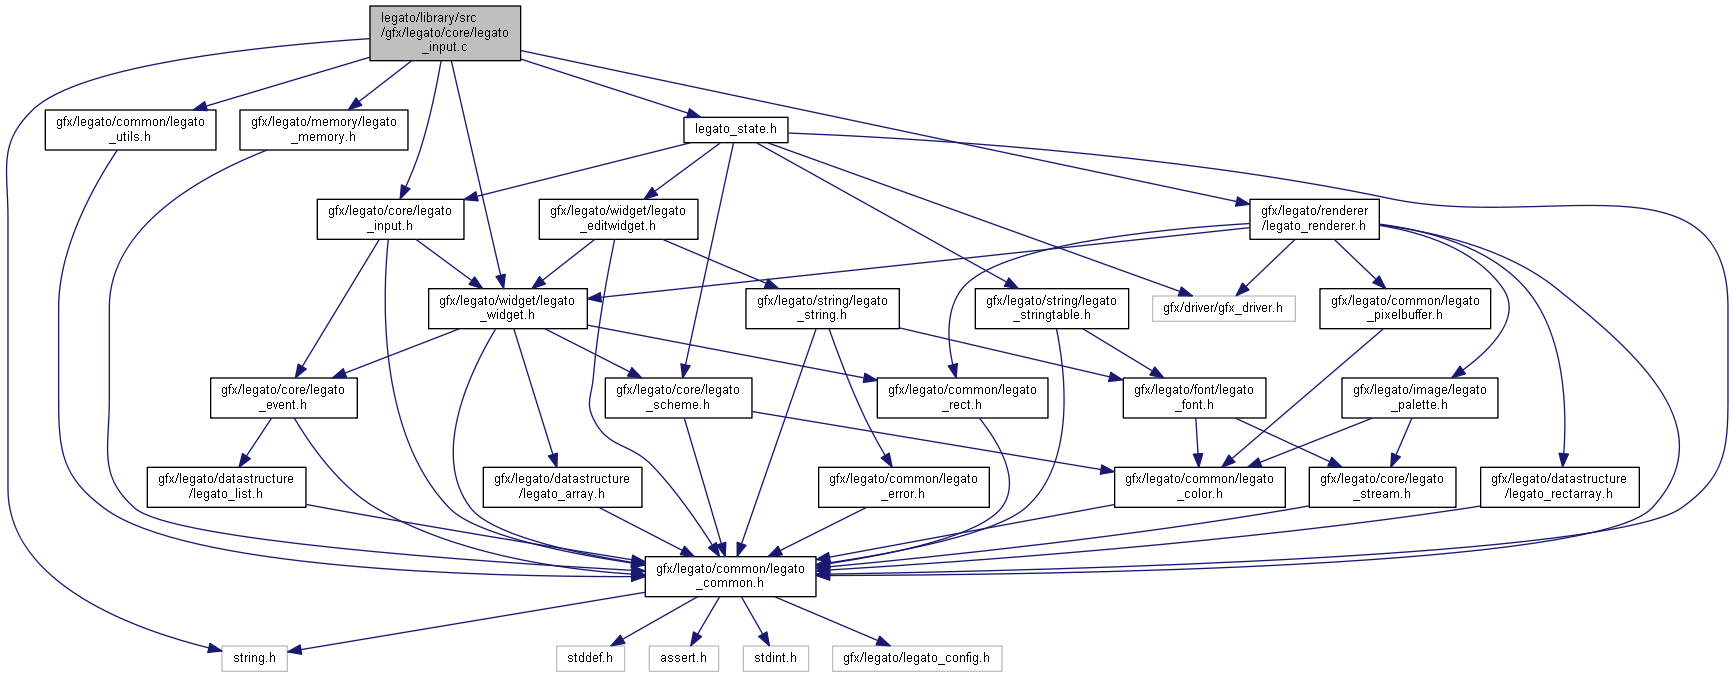 legato/library/src
/gfx/legato/core/legato
_input.c
gfx/legato/common/legato
_utils.h
gfx/legato/memory/legato
_memory.h
legato_state.h
gfx/legato/core/legato
_input.h
gfx/legato/widget/legato
_editwidget.h
gfx/legato/renderer
/legato_renderer.h
gfx/legato/widget/legato
_widget.h
gfx/legato/string/legato
_string.h
gfx/legato/string/legato
_stringtable.h
gfx/driver/gfx_driver.h
gfx/legato/common/legato
_pixelbuffer.h
gfx/legato/core/legato
_event.h
gfx/legato/core/legato
_scheme.h
gfx/legato/common/legato
_rect.h
gfx/legato/font/legato
_font.h
gfx/legato/image/legato
_palette.h
gfx/legato/datastructure
/legato_list.h
gfx/legato/datastructure
/legato_array.h
gfx/legato/common/legato
_error.h
gfx/legato/common/legato
_color.h
gfx/legato/core/legato
_stream.h
gfx/legato/datastructure
/legato_rectarray.h
gfx/legato/common/legato
_common.h
string.h
stddef.h
assert.h
stdint.h
gfx/legato/legato_config.h